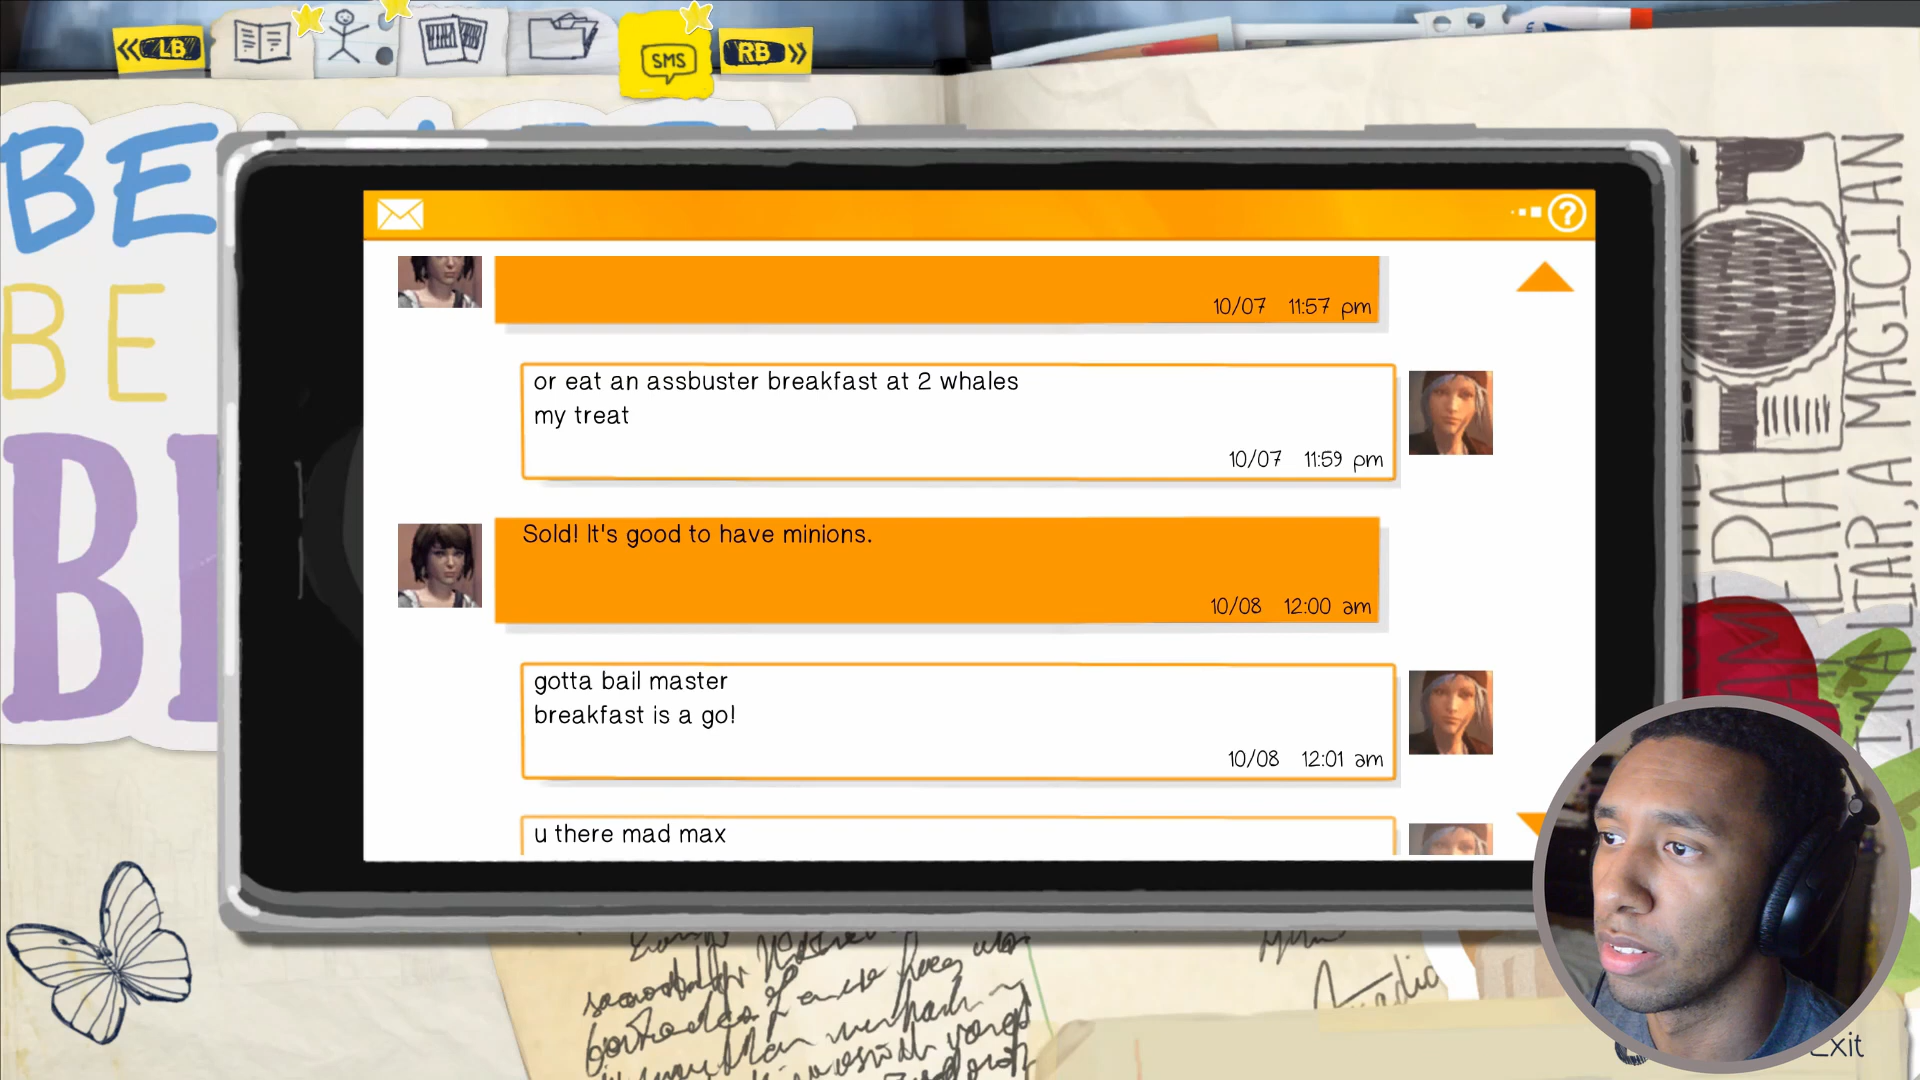 LB
SMS
RB
BE
BE
10/07 11:57 pm
or eat an assbuster breakfast at 2 whales
my treat
10/07 11:59 pm
Sold! It's good to have minions.
10/08 12:00 am
gotta bail master
breakfast is a go!
10/08 12:01 am
u there mad max
A LIAR, A MAGICIAN
Exit